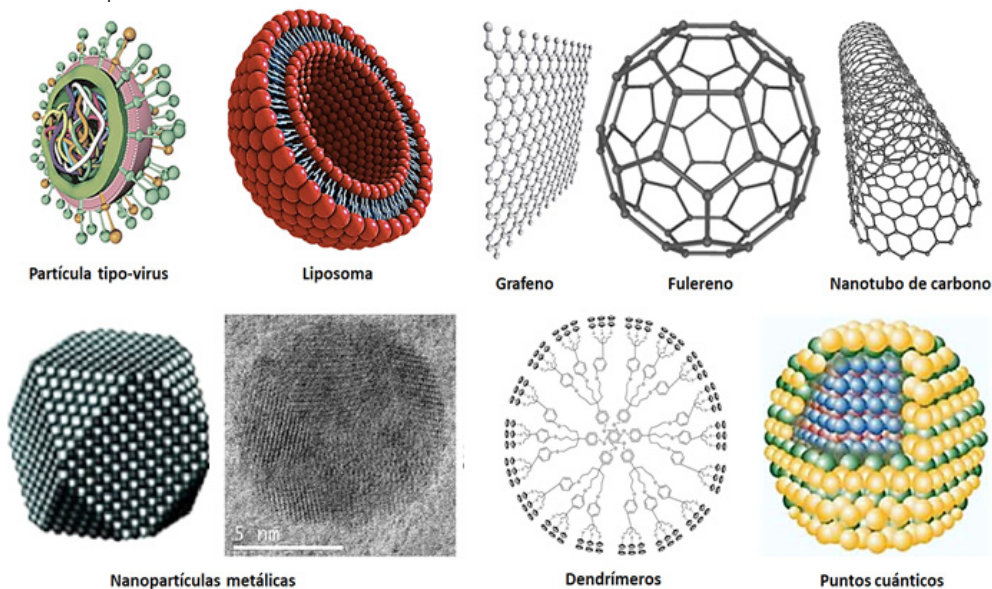 Partícula tipo-virus
Liposoma
Grafeno
Fulereno
Nanotubo de carbono
5 nm
Nanopartículas metálicas
Dendrímeros
Puntos cuánticos